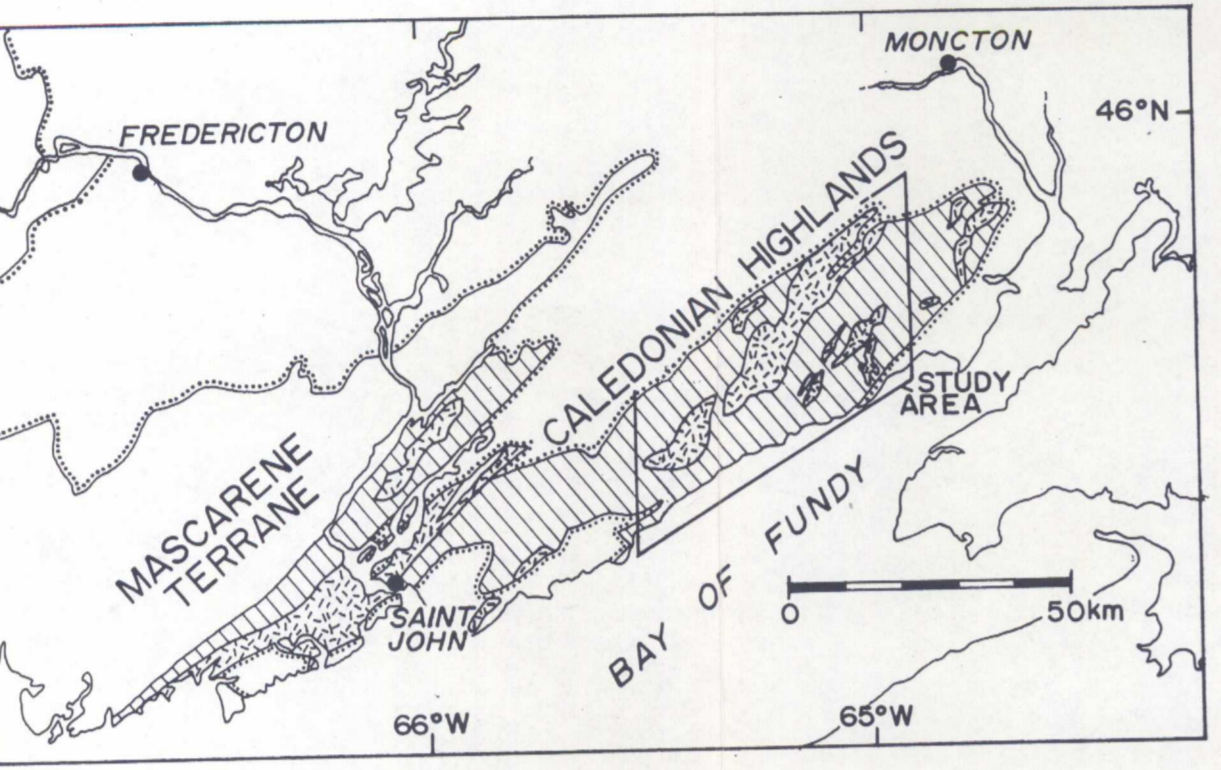 MONCTON
46°N
FREDERICTON
CALEDONIAN HIGHLANDS
STUDY
AREA
MASCARENE
TERRANE
SAINT
JOHN
BAY OF FUNDY
0 50km
66°W
65°W